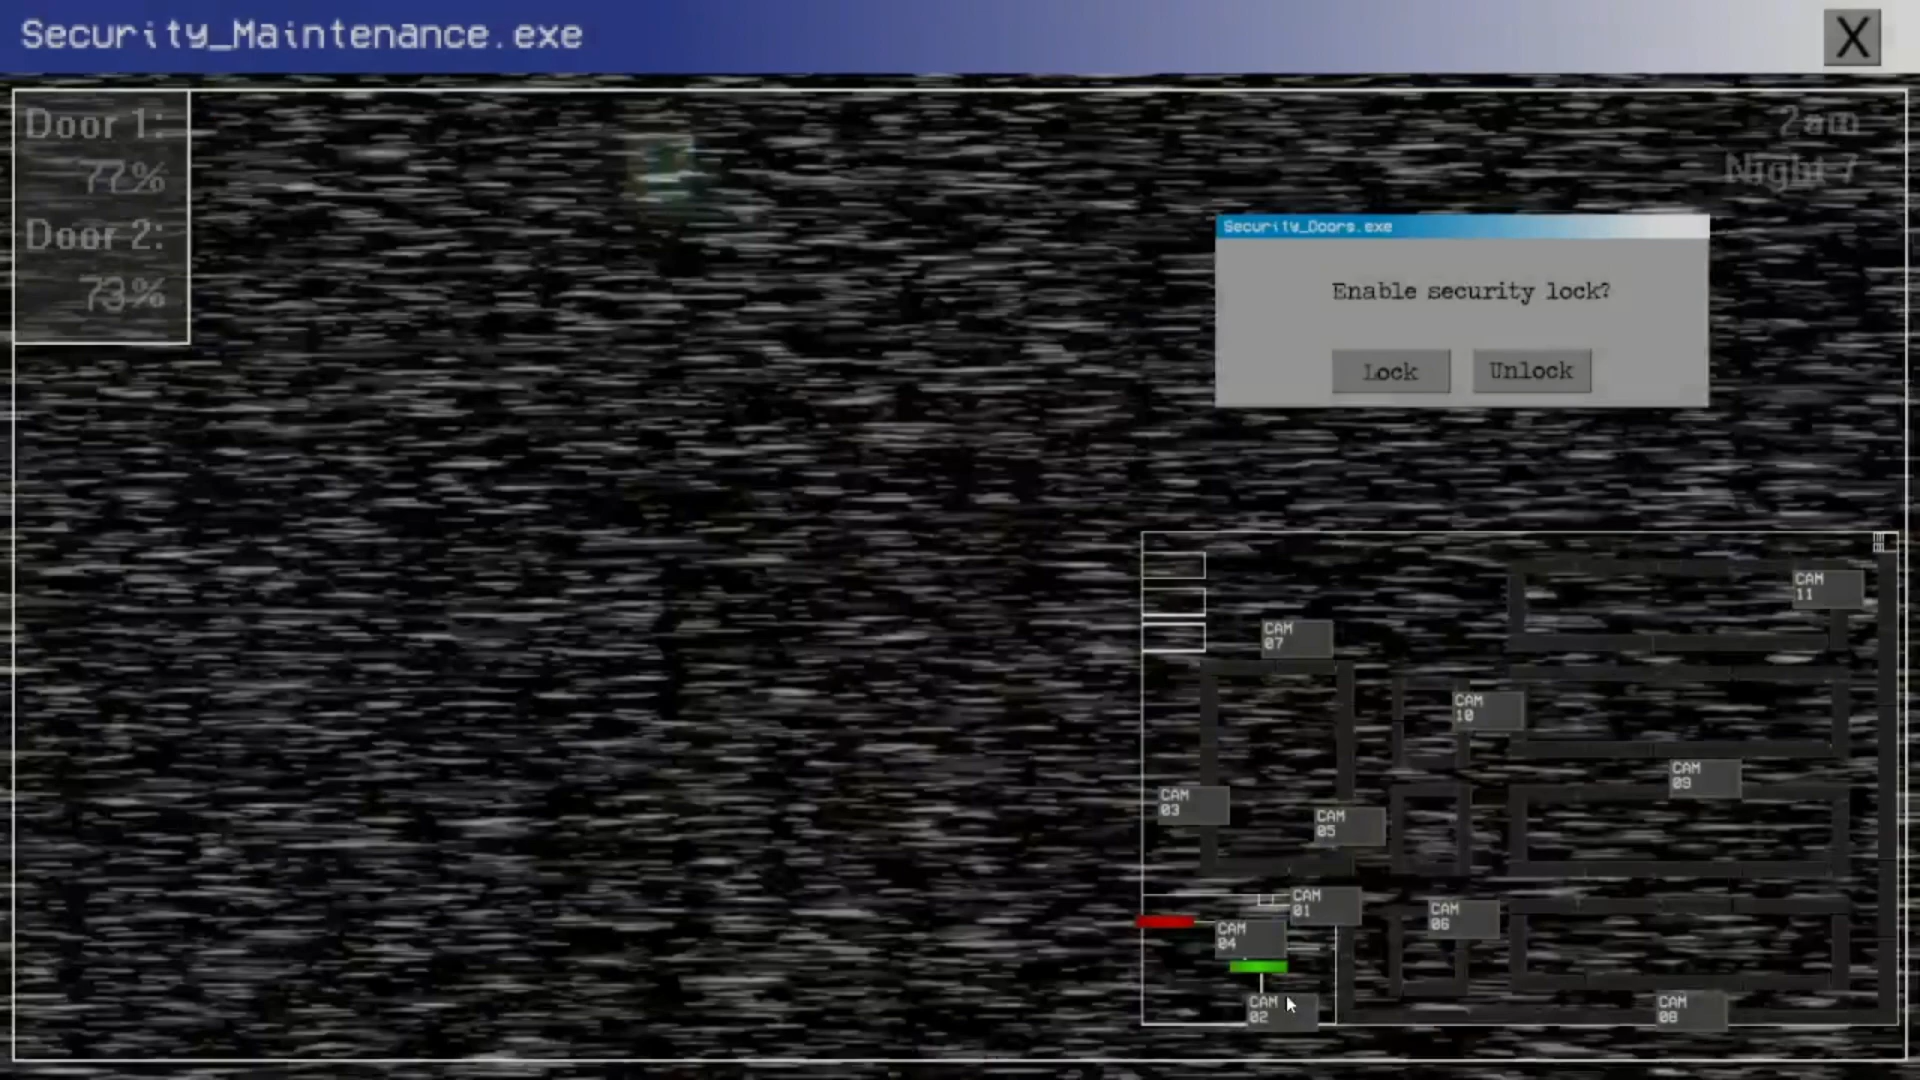 Security_Maintenance.exe
X
Door 1:
77%
Door 2:
73%
2am
Night 7
Security_Doors.exe
Enable security lock?
Lock
Unlock
CAM
11
CAM
07
CAM
10
CAM
09
CAM
03
CAM
05
CAM
01
CAM
06
CAM
04
CAM
02
CAM
08